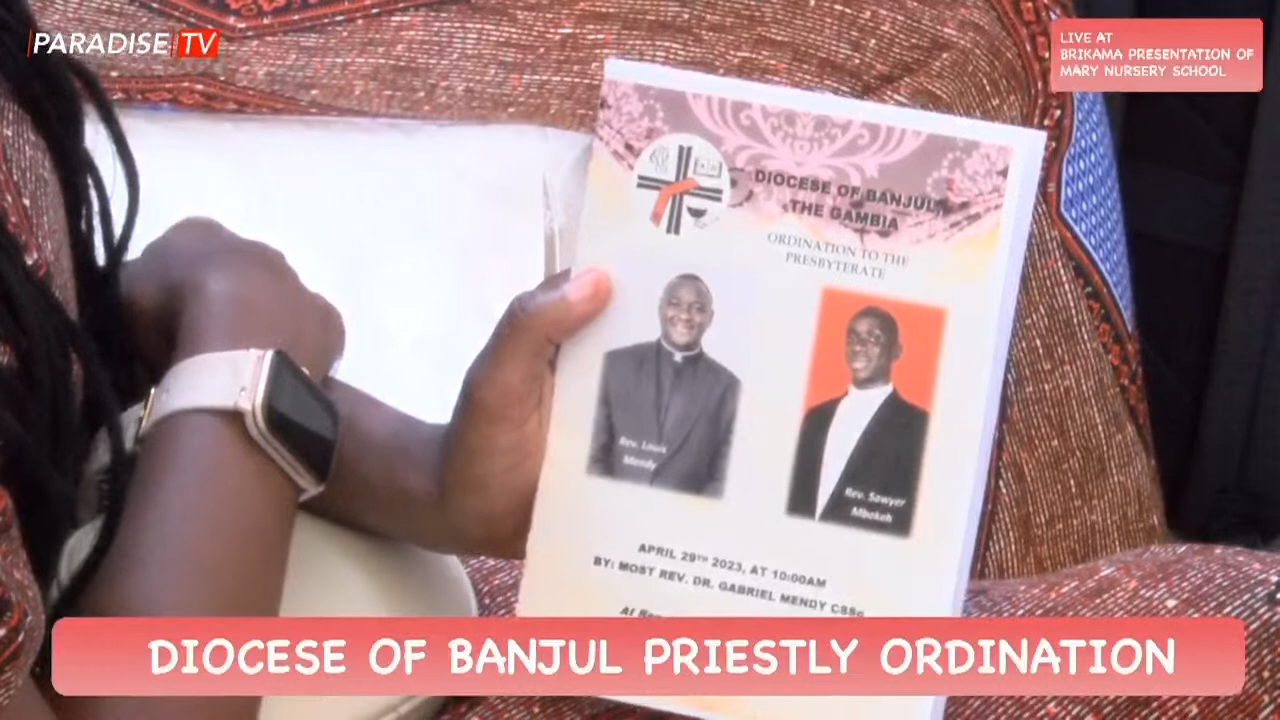 PARADISE TV
LIVE AT
BRIKAMA PRESENTATION OF
MARY NURSERY SCHOOL
DIOCESE OF BANJUL,
THE GAMBIA
ORDINATION TO THE
PRESBYTERATE
Rev. Louis
Mendy
Rev. Sawyer
Mbokeh
APRIL 29TH 2023, AT 10:00AM
BY: MOST REV. DR. GABRIEL MENDY CSSp
At
DIOCESE OF BANJUL PRIESTLY ORDINATION